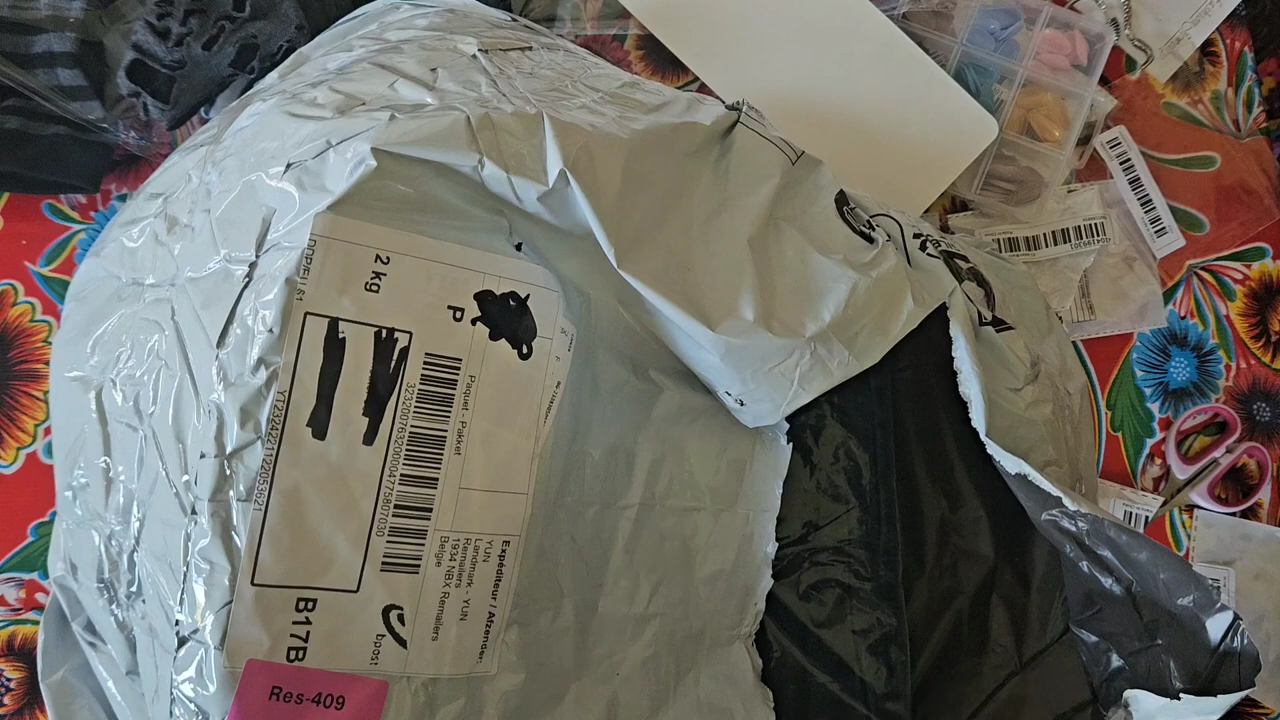 P
2 kg
Paquet - Pakket
Expéditeur / Afzender:
YUN
Landmark - YUN
Remailers
1934 NBX Remailers
Belgie
323200763200004775807030
bpost
B17B
Res-409